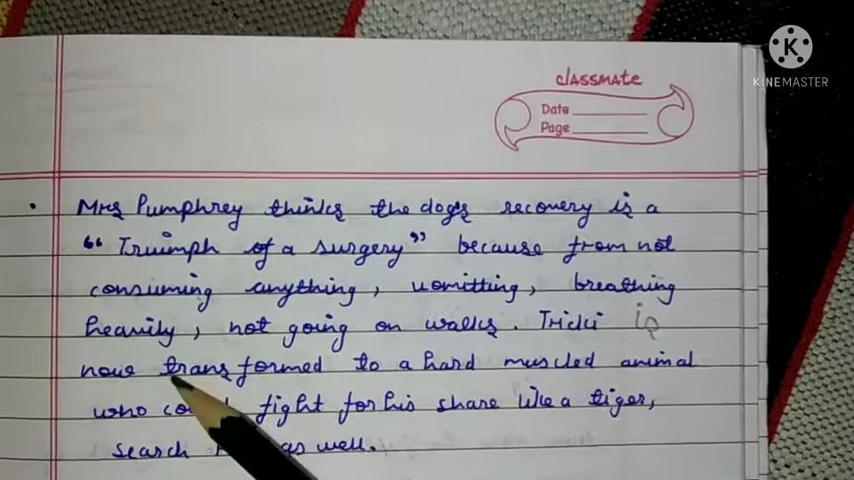 K
KINEMASTER
classmate
Date
Page
• Mrs Pumphrey thinks the dog's recovery is a
“Triumph of a surgery” because from not
consuming anything, vomitting, breathing
heavily, not going on walks. Tricki is
now transformed to a hard muscled animal
who fight for his share like a tiger,
search as well.